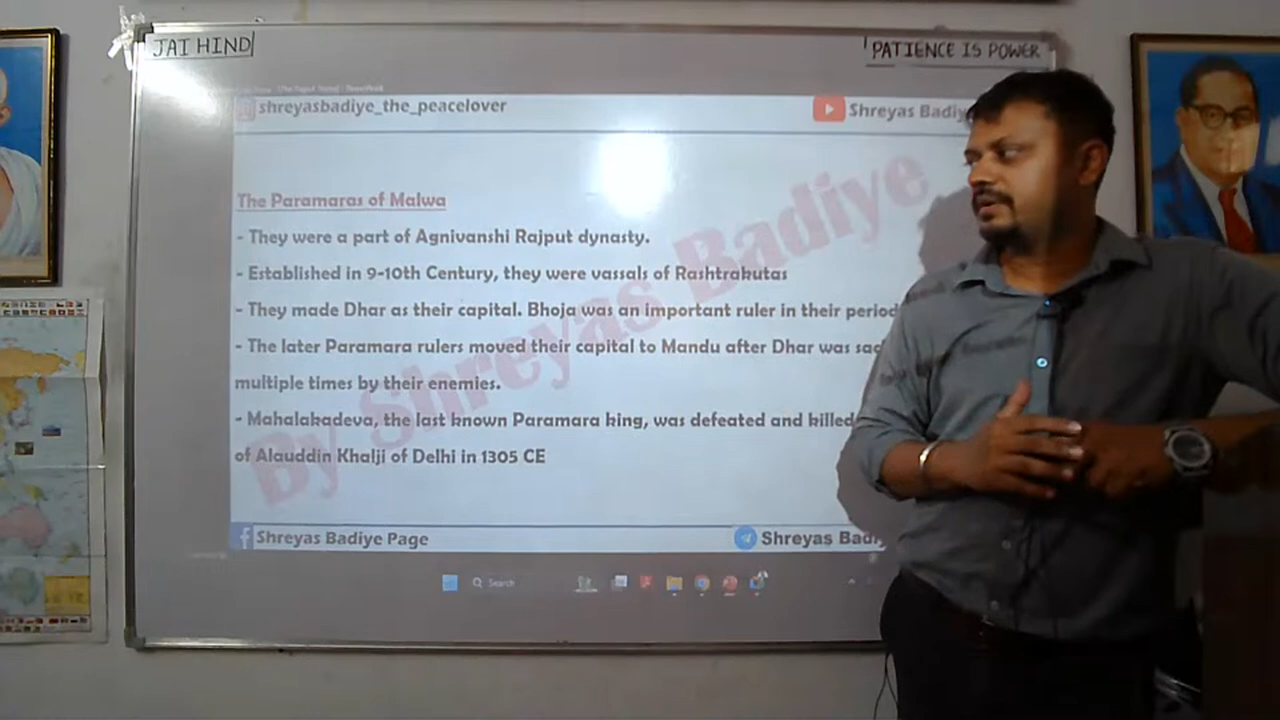 JAI HIND
PATIENCE IS POWER
shreyasbadiye_the_peacelover
Shreyas Badiy
The Paramaras of Malwa
- They were a part of Agnivanshi Rajput dynasty.
- Established in 9-10th Century, they were vassals of Rashtrakutas
- They made Dhar as their capital. Bhoja was an important ruler in their period
- The later Paramara rulers moved their capital to Mandu after Dhar was sac
multiple times by their enemies.
- Mahalakadeva, the last known Paramara king, was defeated and killed
of Alauddin Khalji of Delhi in 1305 CE
By Shreyas Badiye
Shreyas Badiye Page
Shreyas Badiy
Search